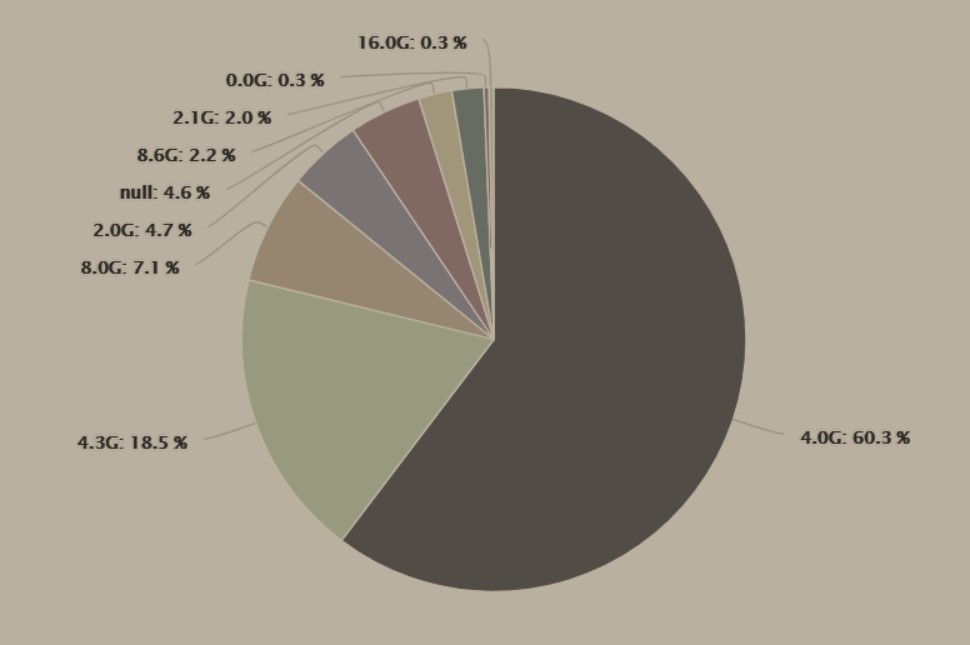 16.0G: 0.3 %
0.0G: 0.3 %
2.1G: 2.0 %
8.6G: 2.2 %
null: 4.6 %
2.0G: 4.7 %
8.0G: 7.1 %
4.3G: 18.5 %
4.0G: 60.3 %